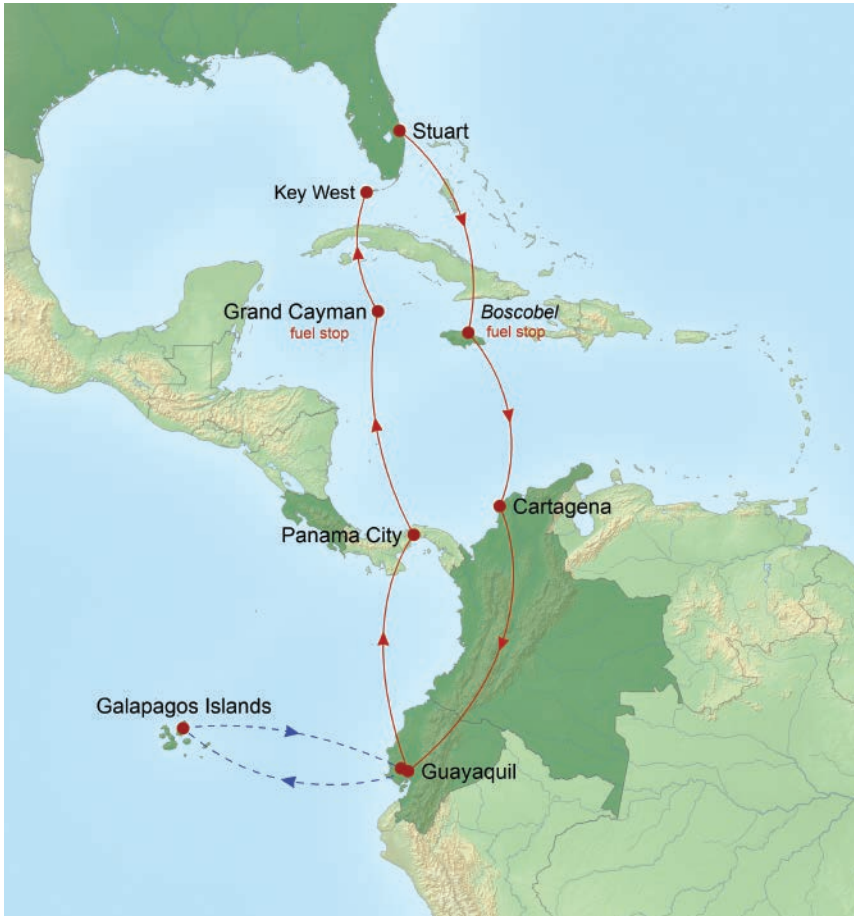 Stuart
Key West
Grand Cayman
fuel stop
Boscobel
fuel stop
Cartagena
Panama City
Galapagos Islands
Guayaquil